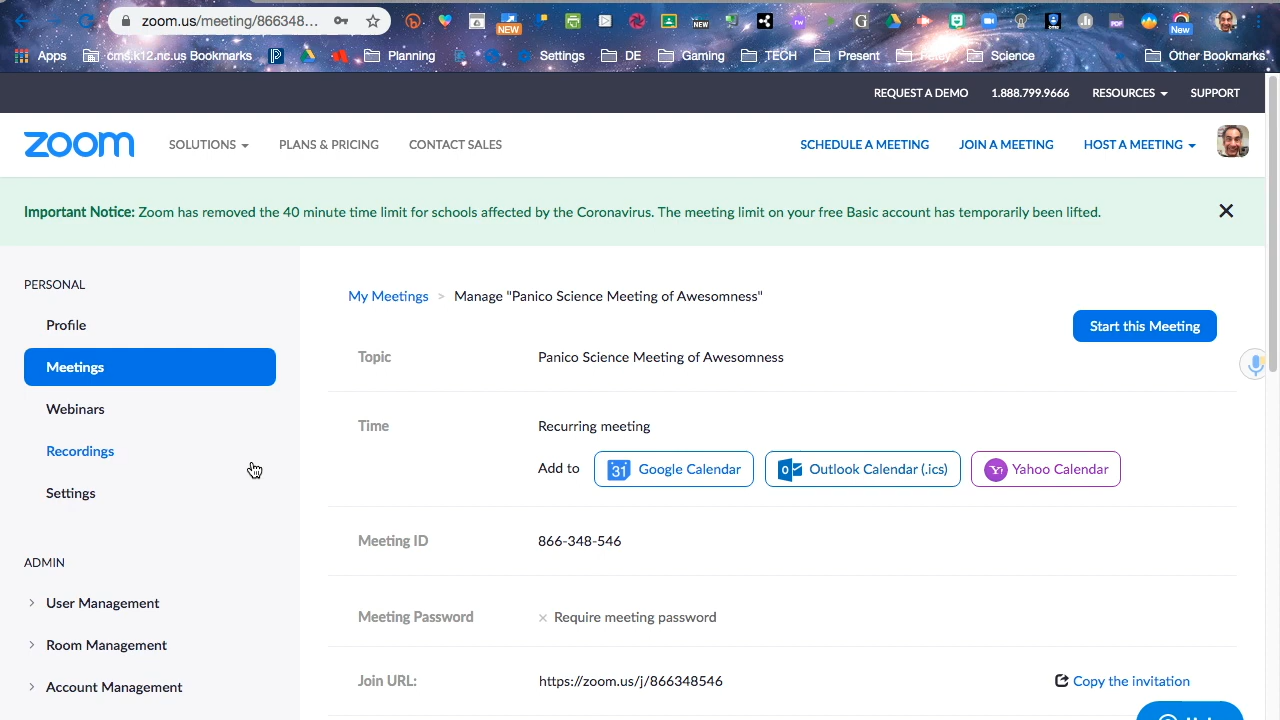 zoom.us/meeting/866348...
NEW
NEW
New
Apps
cms.k12.nc.us Bookmarks
Planning
Settings
DE
Gaming
TECH
Present
Science
Other Bookmarks
REQUEST A DEMO
1.888.799.9666
RESOURCES
SUPPORT
zoom
SOLUTIONS
PLANS & PRICING
CONTACT SALES
SCHEDULE A MEETING
JOIN A MEETING
HOST A MEETING
Important Notice: Zoom has removed the 40 minute time limit for schools affected by the Coronavirus. The meeting limit on your free Basic account has temporarily been lifted.
PERSONAL
Profile
Meetings
Webinars
Recordings
Settings
ADMIN
User Management
Room Management
Account Management
My Meetings > Manage "Panico Science Meeting of Awesomness"
Start this Meeting
Topic
Panico Science Meeting of Awesomness
Time
Recurring meeting
Add to
31 Google Calendar
Outlook Calendar (.ics)
Yahoo Calendar
Meeting ID
866-348-546
Meeting Password
× Require meeting password
Join URL:
https://zoom.us/j/866348546
Copy the invitation